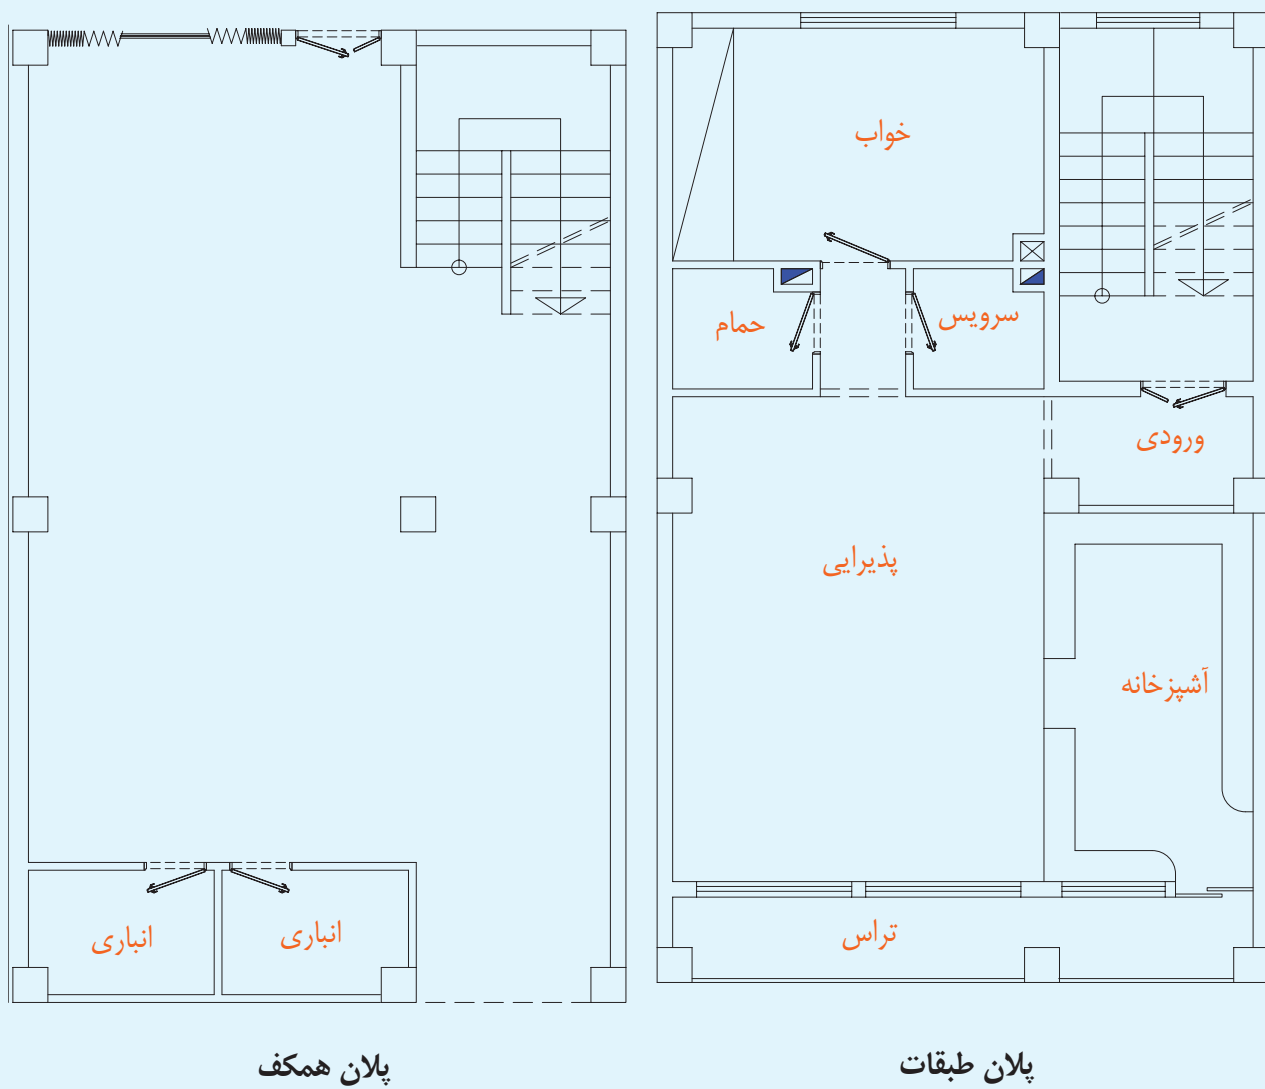 خواب
سرویس
حمام
ورودی
پذیرایی
آشپزخانه
تراس
پلان طبقات
انباری
انباری
پلان همکف